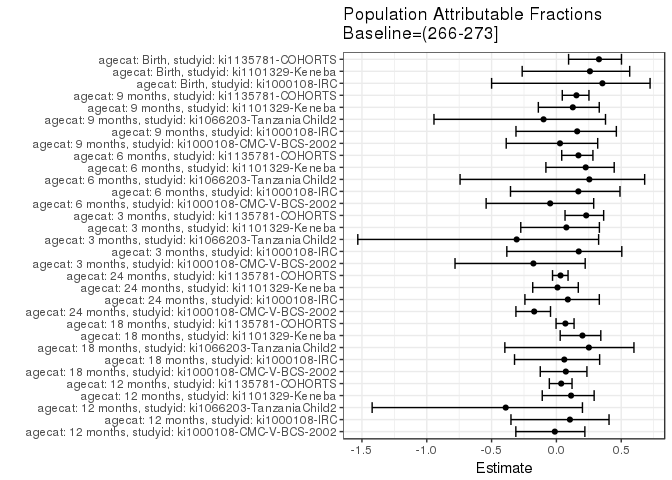 Population Attributable Fractions
Baseline=(266-273]
agecat: Birth, studyid: ki1135781-COHORTS
agecat: Birth, studyid: ki1101329-Keneba
agecat: Birth, studyid: ki1000108-IRC
agecat: 9 months, studyid: ki1135781-COHORTS
agecat: 9 months, studyid: ki1101329-Keneba
agecat: 9 months, studyid: ki1066203-TanzaniaChild2
agecat: 9 months, studyid: ki1000108-IRC
agecat: 9 months, studyid: ki1000108-CMC-V-BCS-2002
agecat: 6 months, studyid: ki1135781-COHORTS
agecat: 6 months, studyid: ki1101329-Keneba
agecat: 6 months, studyid: ki1066203-TanzaniaChild2
agecat: 6 months, studyid: ki1000108-IRC
agecat: 6 months, studyid: ki1000108-CMC-V-BCS-2002
agecat: 3 months, studyid: ki1135781-COHORTS
agecat: 3 months, studyid: ki1101329-Keneba
agecat: 3 months, studyid: ki1066203-TanzaniaChild2
agecat: 3 months, studyid: ki1000108-IRC
agecat: 3 months, studyid: ki1000108-CMC-V-BCS-2002
agecat: 24 months, studyid: ki1135781-COHORTS
agecat: 24 months, studyid: ki1101329-Keneba
agecat: 24 months, studyid: ki1000108-IRC
agecat: 24 months, studyid: ki1000108-CMC-V-BCS-2002
agecat: 18 months, studyid: ki1135781-COHORTS
agecat: 18 months, studyid: ki1101329-Keneba
agecat: 18 months, studyid: ki1066203-TanzaniaChild2
agecat: 18 months, studyid: ki1000108-IRC
agecat: 18 months, studyid: ki1000108-CMC-V-BCS-2002
agecat: 12 months, studyid: ki1135781-COHORTS
agecat: 12 months, studyid: ki1101329-Keneba
agecat: 12 months, studyid: ki1066203-TanzaniaChild2
agecat: 12 months, studyid: ki1000108-IRC
agecat: 12 months, studyid: ki1000108-CMC-V-BCS-2002
-1.5 -1.0 -0.5 0.0 0.5
Estimate